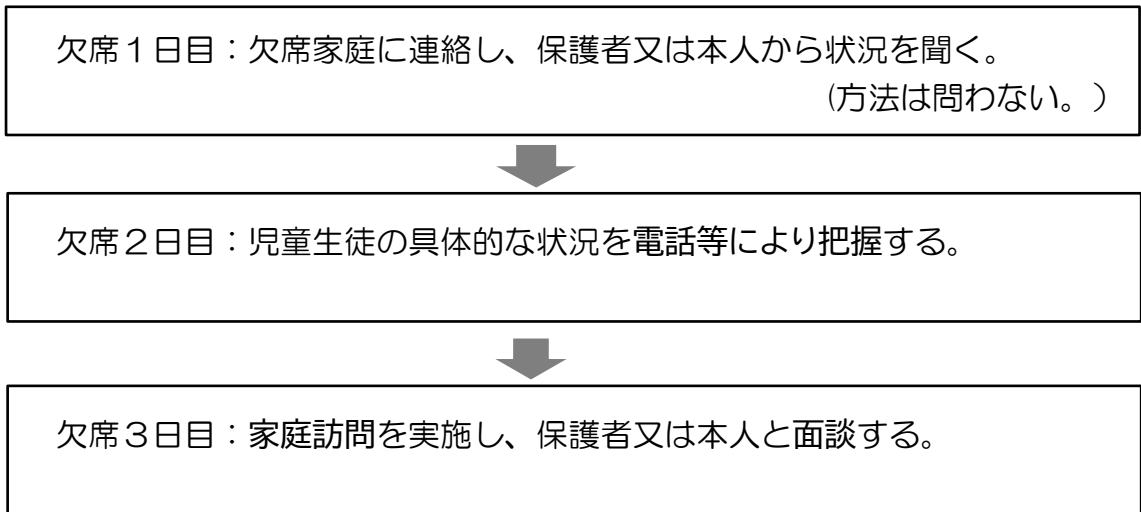 欠席１日目：欠席家庭に連絡し、保護者又は本人から状況を聞く。
(方法は問わない。）
欠席２日目：児童生徒の具体的な状況を電話等により把握する。
欠席３日目：家庭訪問を実施し、保護者又は本人と面談する。